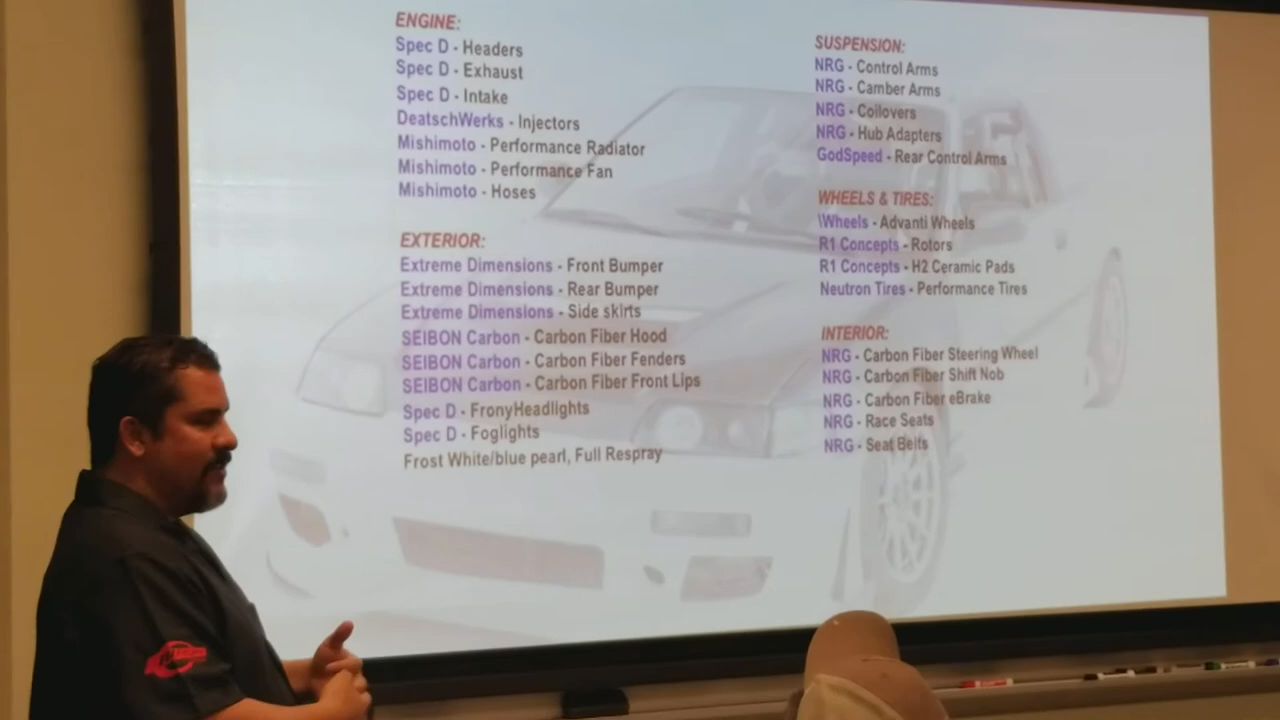 ENGINE:
Spec D - Headers
Spec D - Exhaust
Spec D - Intake
DeatschWerks - Injectors
Mishimoto - Performance Radiator
Mishimoto - Performance Fan
Mishimoto - Hoses
EXTERIOR:
Extreme Dimensions - Front Bumper
Extreme Dimensions - Rear Bumper
Extreme Dimensions - Side skirts
SEIBON Carbon - Carbon Fiber Hood
SEIBON Carbon - Carbon Fiber Fenders
SEIBON Carbon - Carbon Fiber Front Lips
Spec D - FronyHeadlights
Spec D - Foglights
Frost White/blue pearl, Full Respray
SUSPENSION:
NRG - Control Arms
NRG - Camber Arms
NRG - Coilovers
NRG - Hub Adapters
GodSpeed - Rear Control Arms
WHEELS & TIRES:
\Wheels - Advanti Wheels
R1 Concepts - Rotors
R1 Concepts - H2 Ceramic Pads
Neutron Tires - Performance Tires
INTERIOR:
NRG - Carbon Fiber Steering Wheel
NRG - Carbon Fiber Shift Nob
NRG - Carbon Fiber eBrake
NRG - Race Seats
NRG - Seat Belts